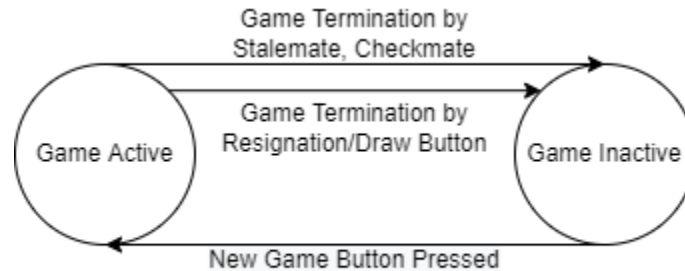 Game Termination by
Stalemate, Checkmate
Game Termination by
Resignation/Draw Button
Game Active
Game Inactive
New Game Button Pressed